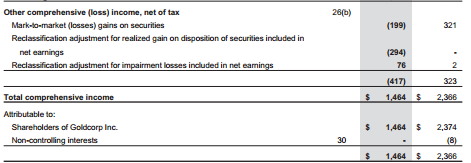 Other comprehensive (loss) income, net of tax 26(b)
Mark-to-market (losses) gains on securities (199) 321
Reclassification adjustment for realized gain on disposition of securities included in
net earnings (294) -
Reclassification adjustment for impairment losses included in net earnings 76 2
(417) 323
Total comprehensive income $ 1,464 $ 2,366
Attributable to:
Shareholders of Goldcorp Inc. $ 1,464 $ 2,374
Non-controlling interests 30 - (8)
$ 1,464 $ 2,366